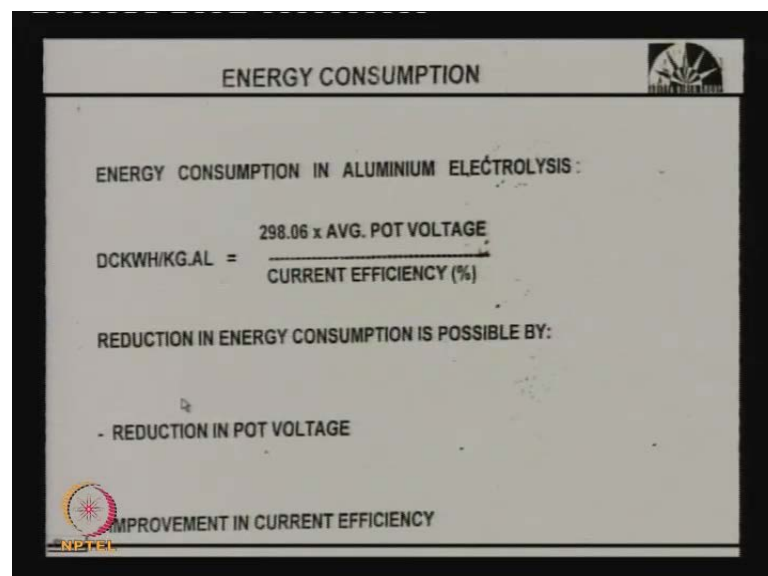 ENERGY CONSUMPTION
ENERGY CONSUMPTION IN ALUMINIUM ELECTROLYSIS :
298.06 x AVG. POT VOLTAGE
DCKWH/KG.AL =
CURRENT EFFICIENCY (%)
REDUCTION IN ENERGY CONSUMPTION IS POSSIBLE BY:
- REDUCTION IN POT VOLTAGE
IMPROVEMENT IN CURRENT EFFICIENCY
NPTEL